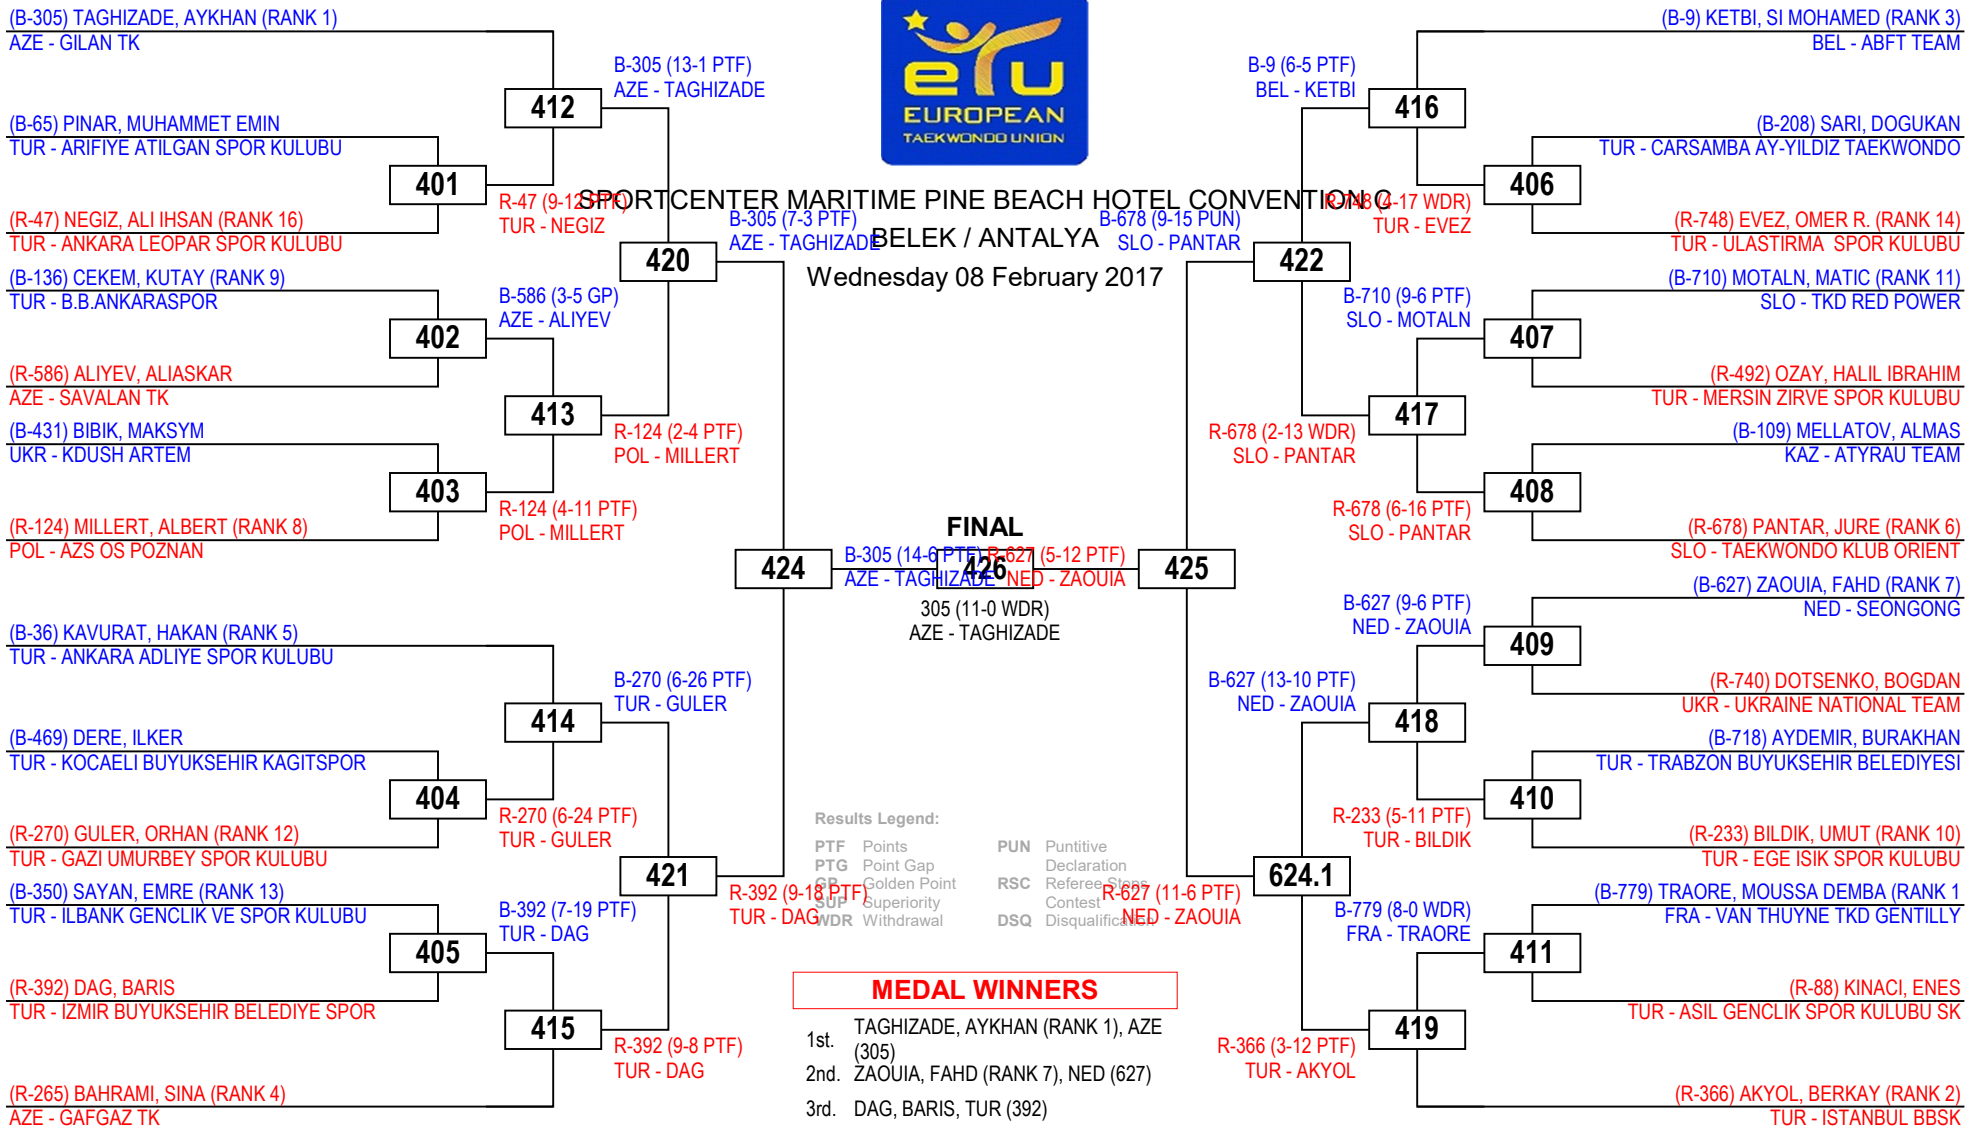 (B-305) TAGHIZADE, AYKHAN (RANK 1)
AZE - GILAN TK
(B-65) PINAR, MUHAMMET EMIN
TUR - ARIFIYE ATILGAN SPOR KULUBU
(R-47) NEGIZ, ALI IHSAN (RANK 16)
TUR - ANKARA LEOPAR SPOR KULUBU
(B-136) CEKEM, KUTAY (RANK 9)
TUR - B.B.ANKARASPOR
(R-586) ALIYEV, ALIASKAR
AZE - SAVALAN TK
(B-431) BIBIK, MAKSYM
UKR - KDUSH ARTEM
(R-124) MILLERT, ALBERT (RANK 8)
POL - AZS OS POZNAN
(B-36) KAVURAT, HAKAN (RANK 5)
TUR - ANKARA ADLIYE SPOR KULUBU
(B-469) DERE, ILKER
TUR - KOCAELI BUYUKSEHIR KAGITSPOR
(R-270) GULER, ORHAN (RANK 12)
TUR - GAZI UMURBEY SPOR KULUBU
(B-350) SAYAN, EMRE (RANK 13)
TUR - ILBANK GENCLIK VE SPOR KULUBU
(R-392) DAG, BARIS
TUR - IZMIR BUYUKSEHIR BELEDIYE SPOR
(R-265) BAHRAMI, SINA (RANK 4)
AZE - GAFGAZ TK
401
402
403
404
405
R-47 (9-12 PTF)
TUR - NEGIZ
B-586 (3-5 GP)
AZE - ALIYEV
R-124 (4-11 PTF)
POL - MILLERT
R-270 (6-24 PTF)
TUR - GULER
B-392 (7-19 PTF)
TUR - DAG
412
413
414
415
B-305 (13-1 PTF)
AZE - TAGHIZADE
R-124 (2-4 PTF)
POL - MILLERT
B-270 (6-26 PTF)
TUR - GULER
R-392 (9-8 PTF)
TUR - DAG
420
421
B-305 (7-3 PTF)
AZE - TAGHIZADE
R-392 (9-18 PTF)
TUR - DAG
424
eTu
EUROPEAN
TAEKWONDO UNION
SPORTCENTER MARITIME PINE BEACH HOTEL CONVENTION C
BELEK / ANTALYA
Wednesday 08 February 2017
FINAL
B-305 (14-6 PTF)
AZE - TAGHIZADE
426
R-627 (5-12 PTF)
NED - ZAOUIA
305 (11-0 WDR)
AZE - TAGHIZADE
Results Legend:
PTF Points
PTG Point Gap
GP Golden Point
SUP Superiority
WDR Withdrawal
PUN Puntitive
Declaration
RSC Referee Stops
Contest
DSQ Disqualification
MEDAL WINNERS
1st. TAGHIZADE, AYKHAN (RANK 1), AZE
(305)
2nd. ZAOUIA, FAHD (RANK 7), NED (627)
3rd. DAG, BARIS, TUR (392)
425
B-678 (9-15 PUN)
SLO - PANTAR
R-627 (11-6 PTF)
NED - ZAOUIA
422
624.1
B-9 (6-5 PTF)
BEL - KETBI
R-678 (2-13 WDR)
SLO - PANTAR
B-627 (13-10 PTF)
NED - ZAOUIA
R-366 (3-12 PTF)
TUR - AKYOL
416
417
418
419
R-748 (4-17 WDR)
TUR - EVEZ
B-710 (9-6 PTF)
SLO - MOTALN
R-678 (6-16 PTF)
SLO - PANTAR
B-627 (9-6 PTF)
NED - ZAOUIA
R-233 (5-11 PTF)
TUR - BILDIK
B-779 (8-0 WDR)
FRA - TRAORE
406
407
408
409
410
411
(B-9) KETBI, SI MOHAMED (RANK 3)
BEL - ABFT TEAM
(B-208) SARI, DOGUKAN
TUR - CARSAMBA AY-YILDIZ TAEKWONDO
(R-748) EVEZ, OMER R. (RANK 14)
TUR - ULASTIRMA SPOR KULUBU
(B-710) MOTALN, MATIC (RANK 11)
SLO - TKD RED POWER
(R-492) OZAY, HALIL IBRAHIM
TUR - MERSIN ZIRVE SPOR KULUBU
(B-109) MELLATOV, ALMAS
KAZ - ATYRAU TEAM
(R-678) PANTAR, JURE (RANK 6)
SLO - TAEKWONDO KLUB ORIENT
(B-627) ZAOUIA, FAHD (RANK 7)
NED - SEONGONG
(R-740) DOTSENKO, BOGDAN
UKR - UKRAINE NATIONAL TEAM
(B-718) AYDEMIR, BURAKHAN
TUR - TRABZON BUYUKSEHIR BELEDIYESI
(R-233) BILDIK, UMUT (RANK 10)
TUR - EGE ISIK SPOR KULUBU
(B-779) TRAORE, MOUSSA DEMBA (RANK 1
FRA - VAN THUYNE TKD GENTILLY
(R-88) KINACI, ENES
TUR - ASIL GENCLIK SPOR KULUBU SK
(R-366) AKYOL, BERKAY (RANK 2)
TUR - ISTANBUL BBSK